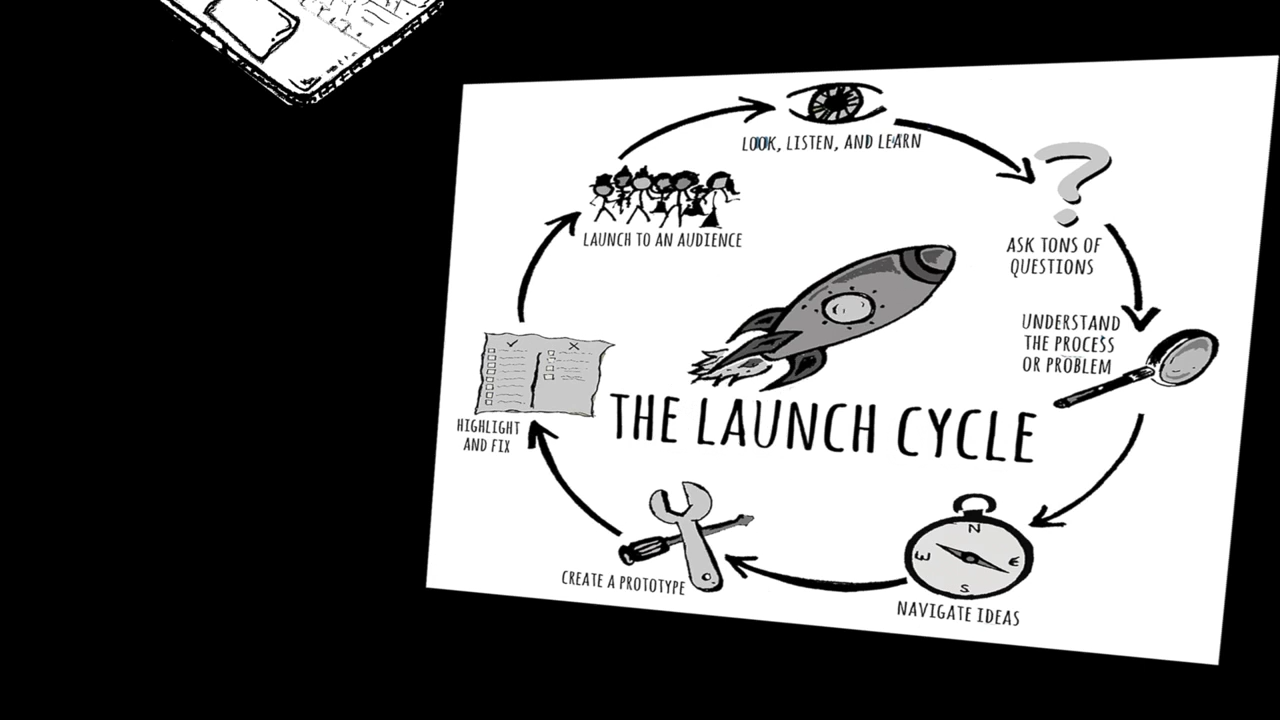 LOOK, LISTEN, AND LEARN
ASK TONS OF
QUESTIONS
UNDERSTAND
THE PROCESS
OR PROBLEM
NAVIGATE IDEAS
CREATE A PROTOTYPE
HIGHLIGHT
AND FIX
LAUNCH TO AN AUDIENCE
THE LAUNCH CYCLE
N
E
W
S